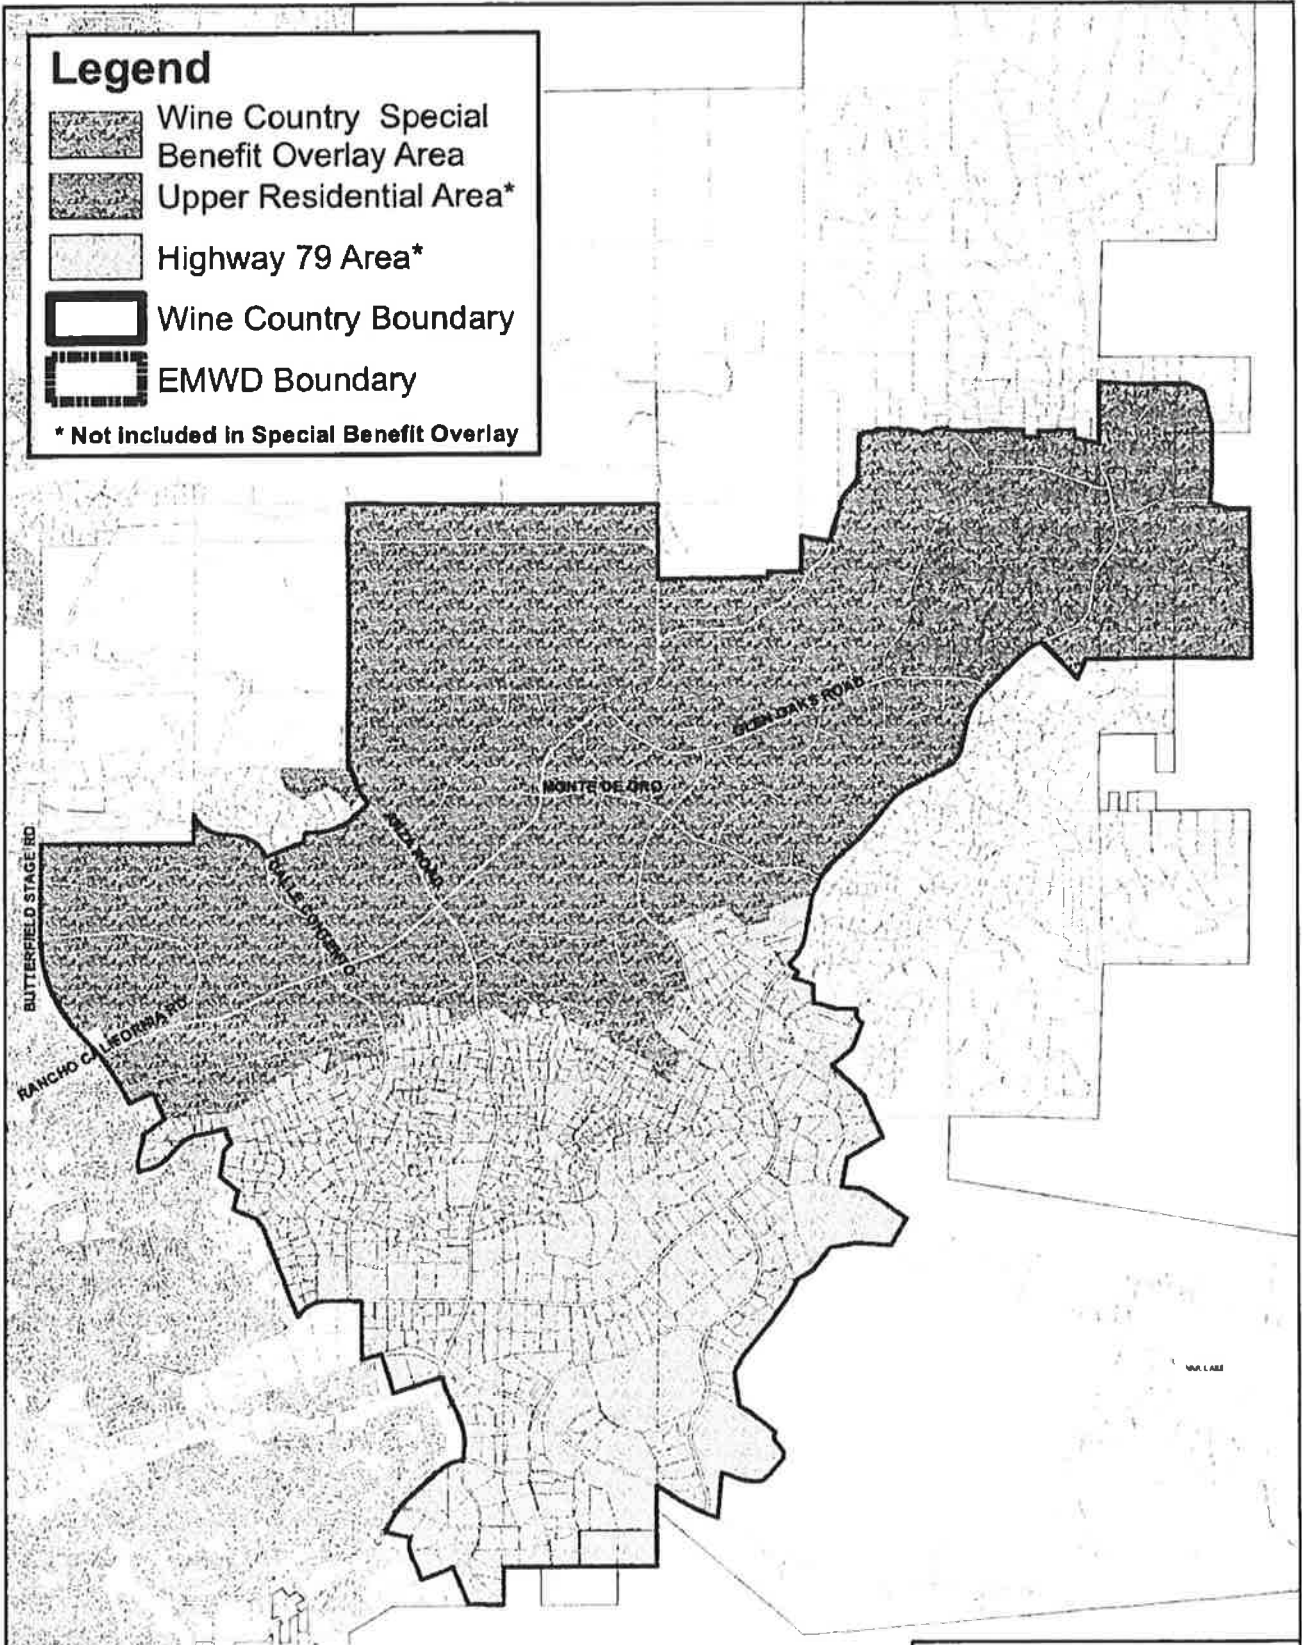 Legend
Wine Country Special
Benefit Overlay Area
Upper Residential Area*
Highway 79 Area*
Wine Country Boundary
EMWD Boundary
* Not included in Special Benefit Overlay
GLEN OAKS ROAD
MONTE DE ORO
ANZA ROAD
CALLE CONTENTO
BUTTERFIELD STAGE RD
RANCHO CALIFORNIA RD
VAIL LAKE